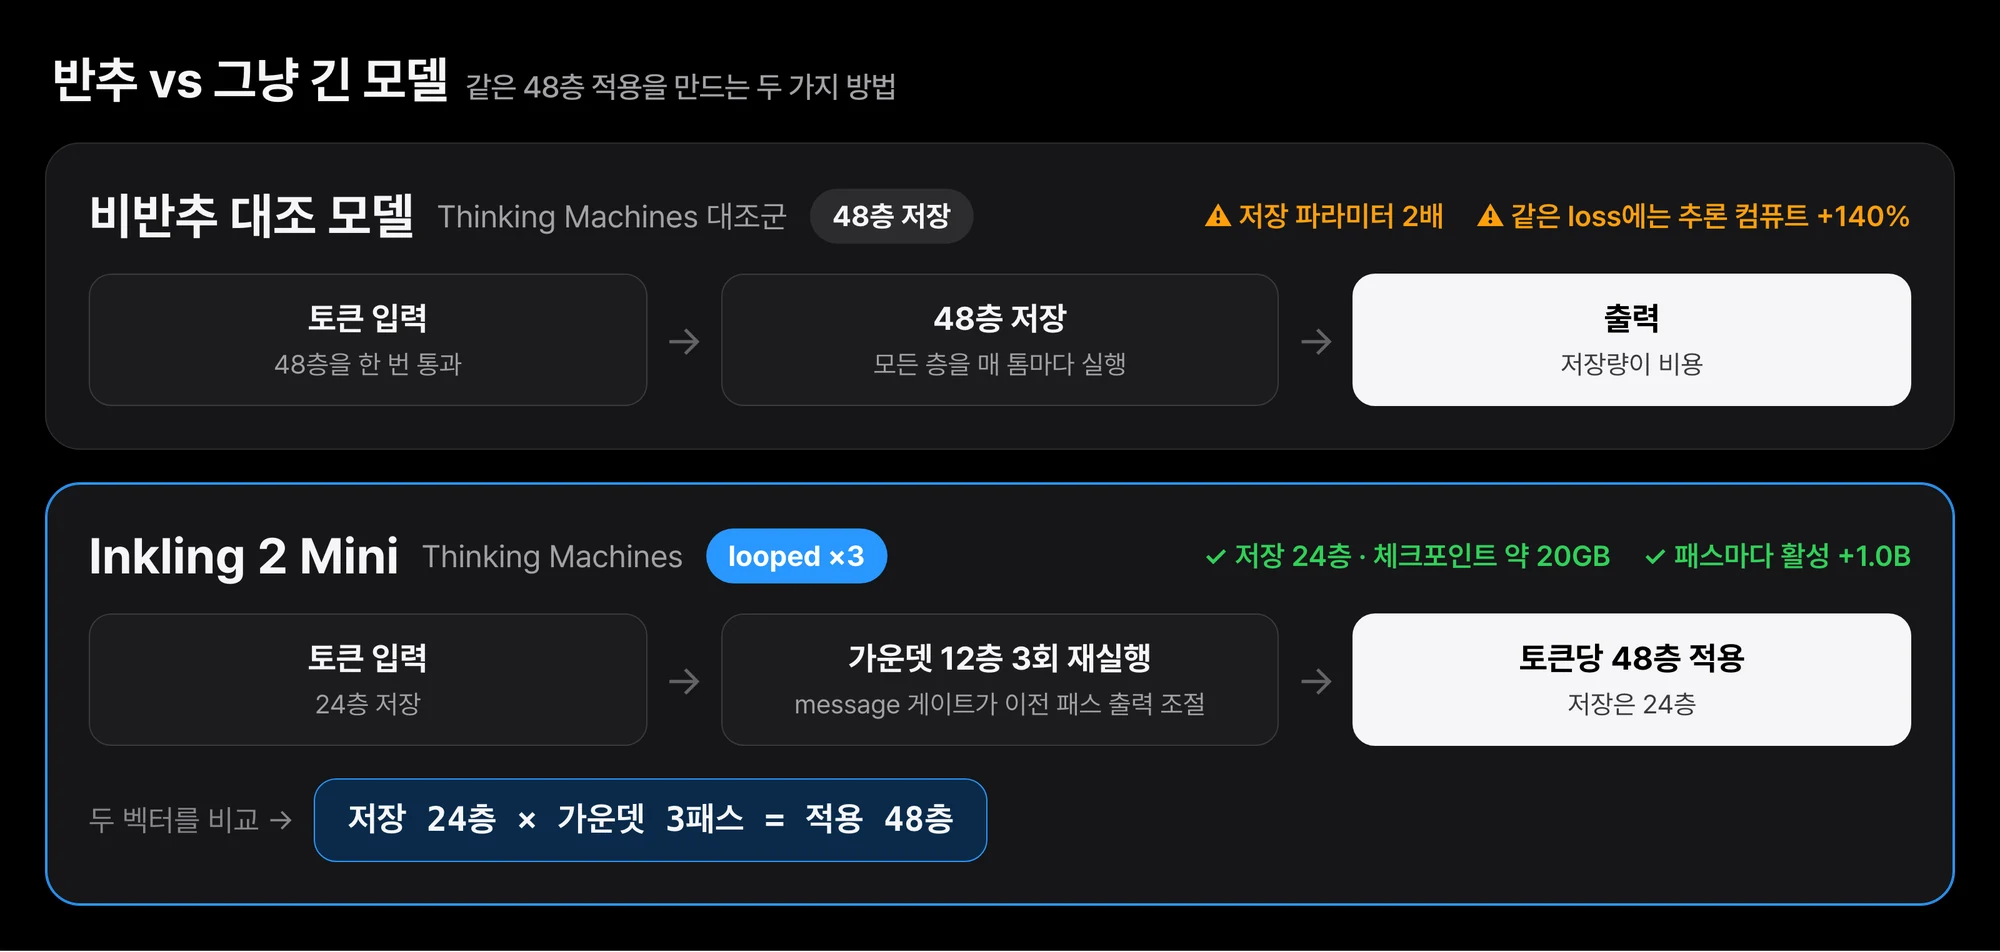 반추 vs 그냥 긴 모델 같은 48층 적용을 만드는 두 가지 방법
비반추 대조 모델 Thinking Machines 대조군 48층 저장 ⚠ 저장 파라미터 2배 ⚠ 같은 loss에는 추론 컴퓨트 +140%
토큰 입력 → 48층 저장 → 출력
48층을 한 번 통과 모든 층을 매 톰마다 실행 저장량이 비용
Inkling 2 Mini Thinking Machines looped ×3 ✓ 저장 24층 · 체크포인트 약 20GB ✓ 패스마다 활성 +1.0B
토큰 입력 → 가운뎃 12층 3회 재실행 → 토큰당 48층 적용
24층 저장 message 게이트가 이전 패스 출력 조절 저장은 24층
두 벡터를 비교 → 저장 24층 × 가운뎃 3패스 = 적용 48층